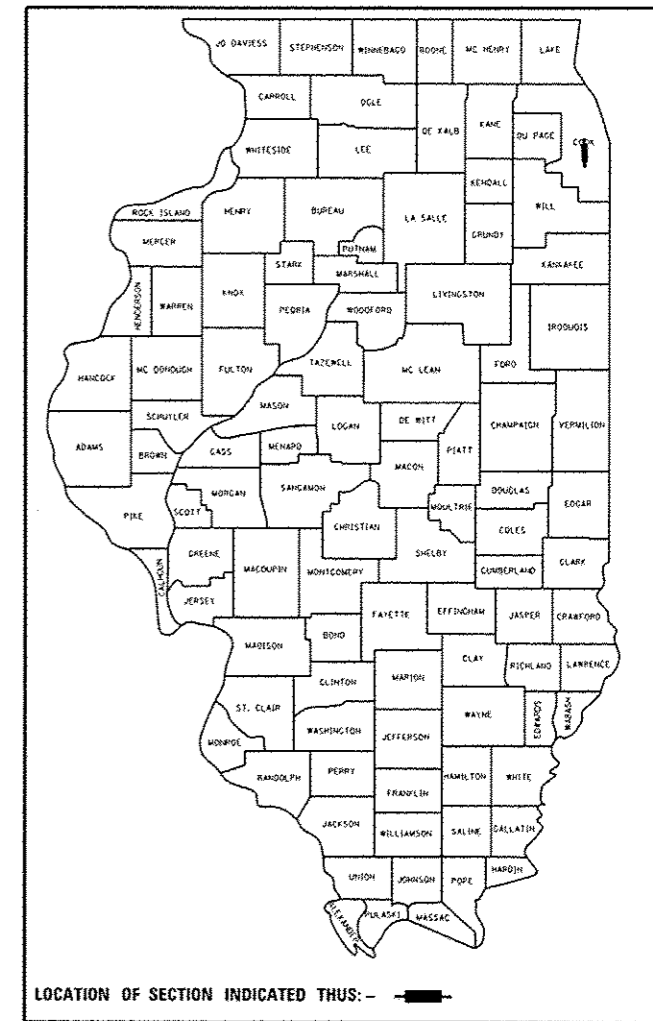 JO DAVIESS STEPHENSON WINNEBAGO BOONE MC HENRY LAKE
CARROLL OGLE DE KALB KANE DU PAGE COOK
WHITESIDE LEE KENDALL WILL
ROCK ISLAND HENRY BUREAU LA SALLE GRUNDY
MERCER PUTNAM KANKAKEE
STARK MARSHALL
HENDERSON WARREN KNOX PEORIA WOODFORD LIVINGSTON IROQUOIS
HANCOCK MC DONOUGH FULTON TAZEWELL MC LEAN FORD
SCHUYLER MASON LOGAN DE WITT CHAMPAIGN VERMILION
ADAMS BROWN CASS MENARD MACON PIATT
PIKE SCOTT MORGAN SANGAMON CHRISTIAN MOULTRIE DOUGLAS EDGAR
COLES
CALHOUN GREENE MACOUPIN MONTGOMERY SHELBY CUMBERLAND CLARK
JERSEY FAYETTE EFFINGHAM JASPER CRAWFORD
MADISON BOND
CLINTON MARION CLAY RICHLAND LAWRENCE
ST. CLAIR WASHINGTON JEFFERSON WAYNE EDWARDS WABASH
MONROE
RANDOLPH PERRY FRANKLIN HAMILTON WHITE
JACKSON WILLIAMSON SALINE GALLATIN
UNION JOHNSON POPE HARDIN
ALEXANDER PULASKI MASSAC
LOCATION OF SECTION INDICATED THUS: -